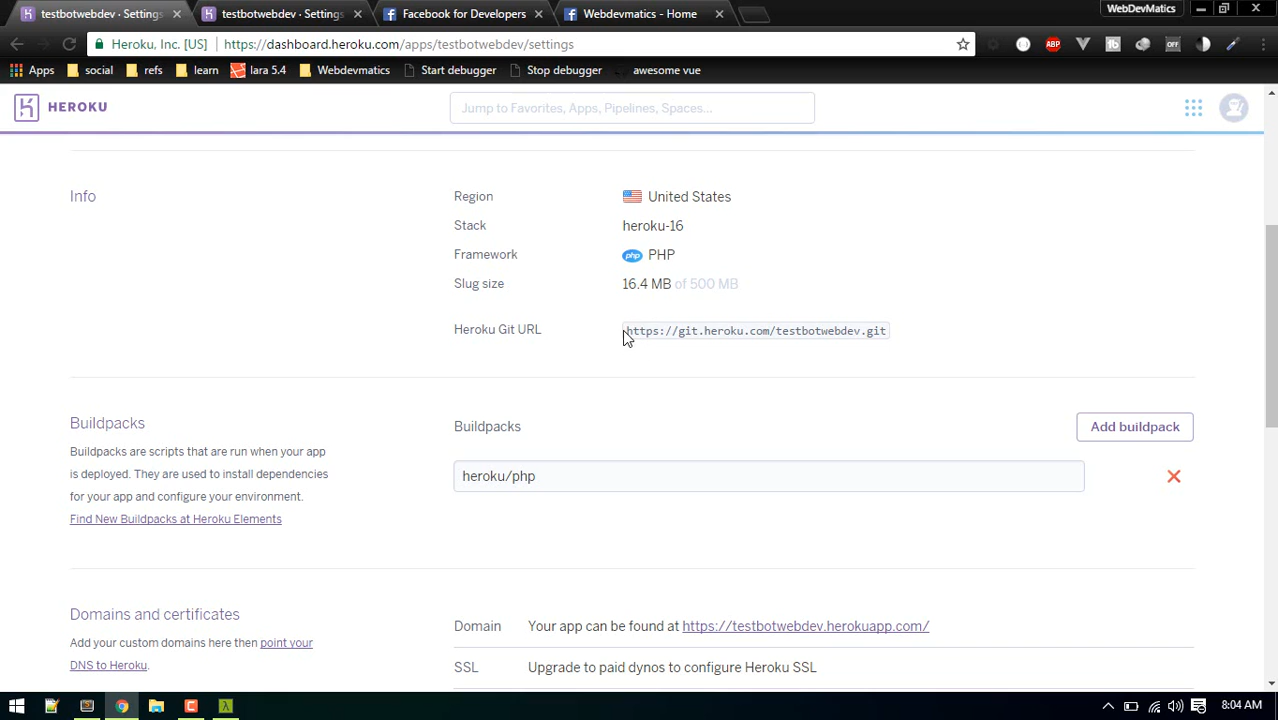 testbotwebdev · Settings
testbotwebdev - Settings
Facebook for Developers
Webdevmatics - Home
WebDevMatics
Heroku, Inc. [US]
https://dashboard.heroku.com/apps/testbotwebdev/settings
ABP
OFF
Apps
social
refs
learn
lara 5.4
Webdevmatics
Start debugger
Stop debugger
awesome vue
HEROKU
Jump to Favorites, Apps, Pipelines, Spaces...
Info
Region
United States
Stack
heroku-16
Framework
php PHP
Slug size
16.4 MB of 500 MB
Heroku Git URL
https://git.heroku.com/testbotwebdev.git
Buildpacks
Buildpacks are scripts that are run when your app
is deployed. They are used to install dependencies
for your app and configure your environment.
Find New Buildpacks at Heroku Elements
Buildpacks
Add buildpack
heroku/php
Domains and certificates
Add your custom domains here then point your
DNS to Heroku.
Domain
Your app can be found at https://testbotwebdev.herokuapp.com/
SSL
Upgrade to paid dynos to configure Heroku SSL
8:04 AM